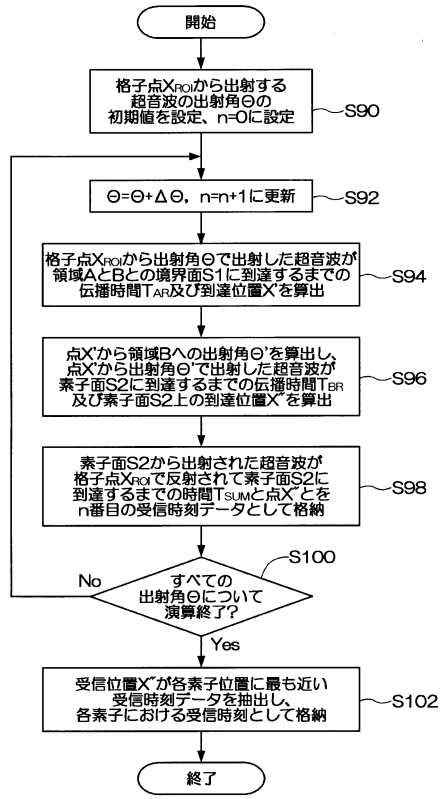 開始
格子点XROIから出射する
超音波の出射角Θの
初期値を設定、n=0に設定
S90
Θ=Θ+ΔΘ, n=n+1に更新
S92
格子点XROIから出射角Θで出射した超音波が
領域AとBとの境界面S1に到達するまでの
伝播時間TAR及び到達位置X'を算出
S94
点X'から領域Bへの出射角Θ'を算出し、
点X'から出射角Θ'で出射した超音波が
素子面S2に到達するまでの伝播時間TBR
及び素子面S2上の到達位置X"を算出
S96
素子面S2から出射された超音波が
格子点XROIで反射されて素子面S2に
到達するまでの時間TSUMと点X"とを
n番目の受信時刻データとして格納
S98
S100
No
すべての
出射角Θについて
演算終了?
Yes
受信位置X"が各素子位置に最も近い
受信時刻データを抽出し、
各素子における受信時刻として格納
S102
終了